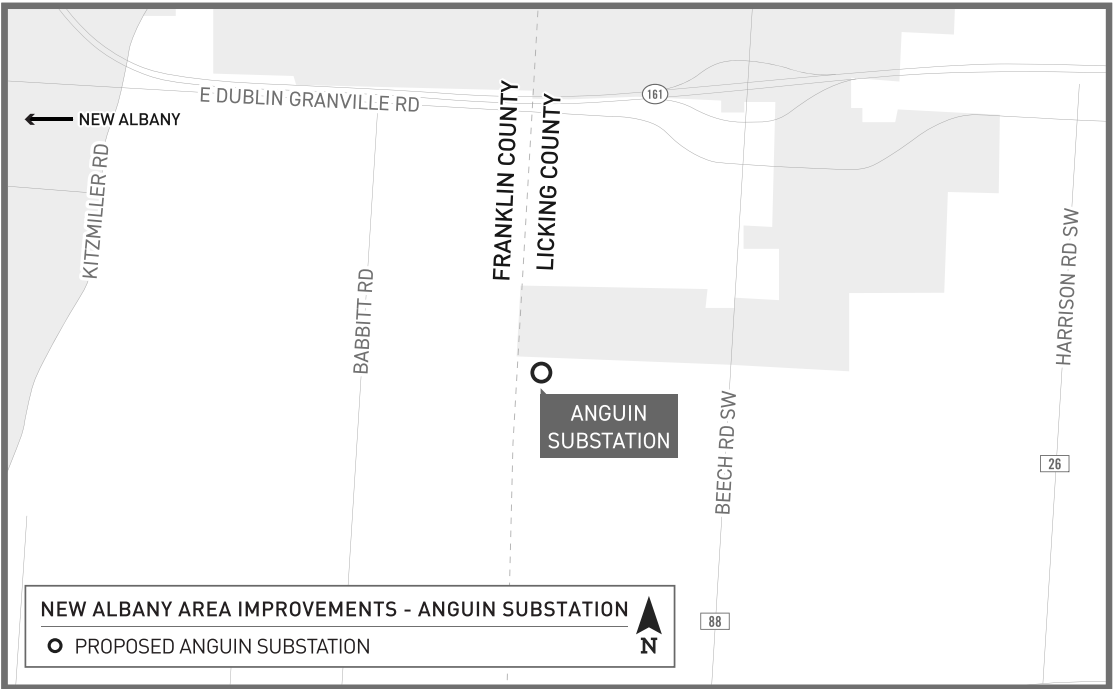 E DUBLIN GRANVILLE RD
161
NEW ALBANY
KITZMILLER RD
FRANKLIN COUNTY
LICKING COUNTY
BABBITT RD
HARRISON RD SW
ANGUIN
SUBSTATION
BEECH RD SW
26
88
NEW ALBANY AREA IMPROVEMENTS - ANGUIN SUBSTATION
PROPOSED ANGUIN SUBSTATION
N